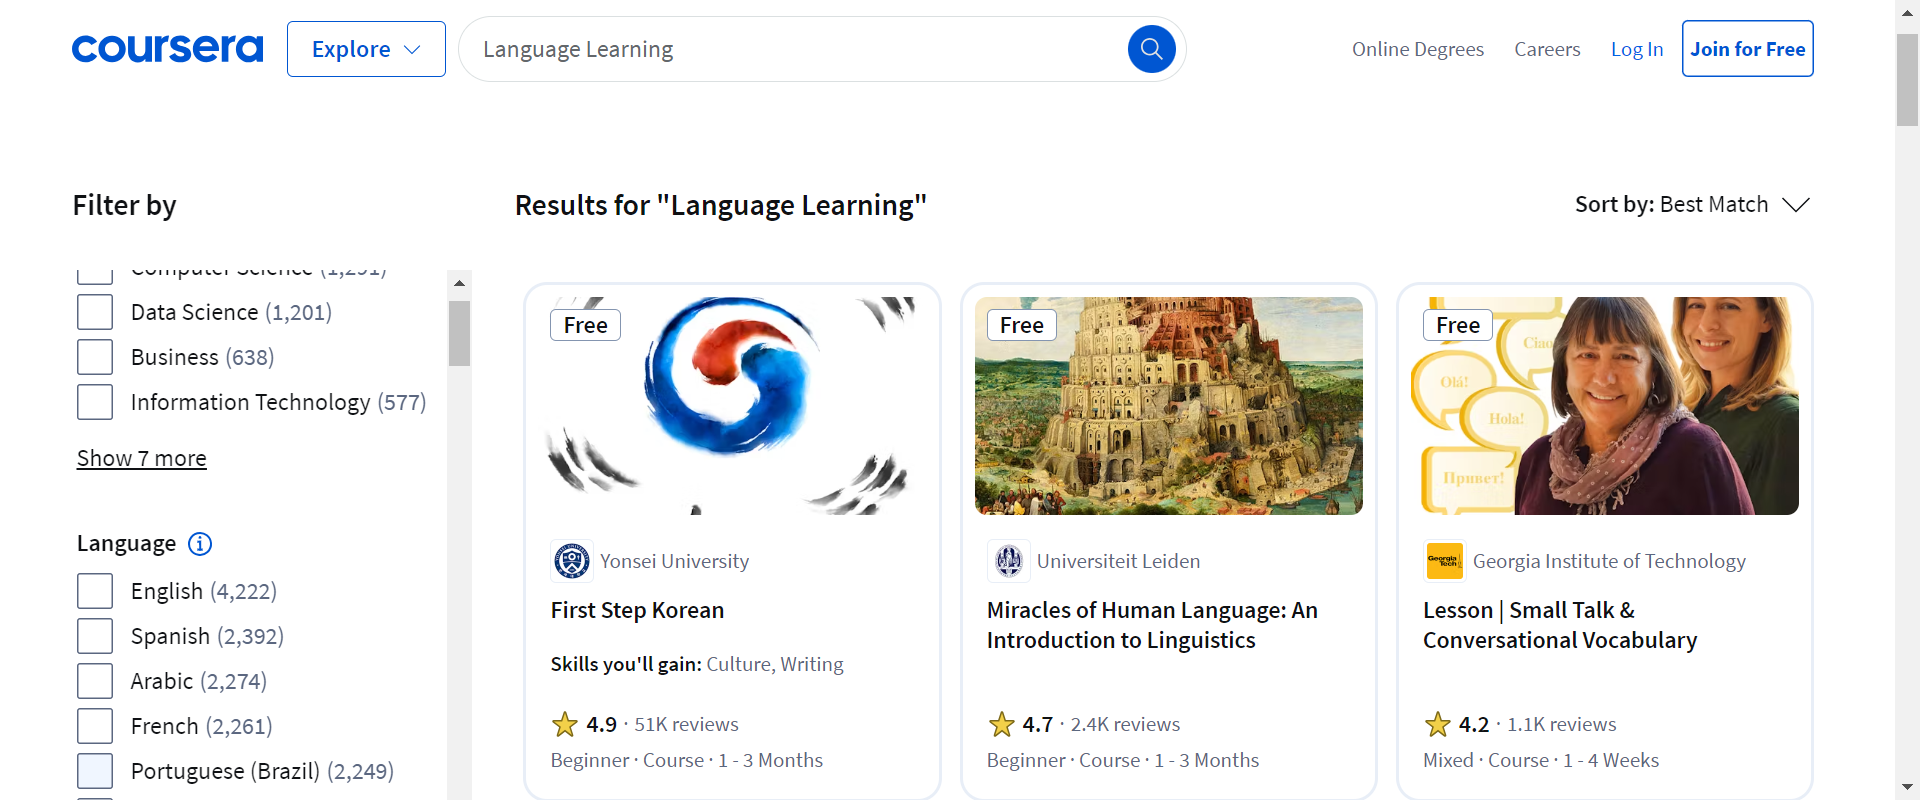 coursera
Explore
Language Learning
Online Degrees
Careers
Log In
Join for Free
Filter by
Results for "Language Learning"
Sort by: Best Match
Computer Science (1,291)
Data Science (1,201)
Business (638)
Information Technology (577)
Show 7 more
Language
English (4,222)
Spanish (2,392)
Arabic (2,274)
French (2,261)
Portuguese (Brazil) (2,249)
Free
Yonsei University
First Step Korean
Skills you'll gain: Culture, Writing
4.9 · 51K reviews
Beginner · Course · 1 - 3 Months
Free
Universiteit Leiden
Miracles of Human Language: An
Introduction to Linguistics
4.7 · 2.4K reviews
Beginner · Course · 1 - 3 Months
Free
Ciao
Olá!
Hola!
Привет!
Georgia
Tech
Georgia Institute of Technology
Lesson | Small Talk &
Conversational Vocabulary
4.2 · 1.1K reviews
Mixed · Course · 1 - 4 Weeks